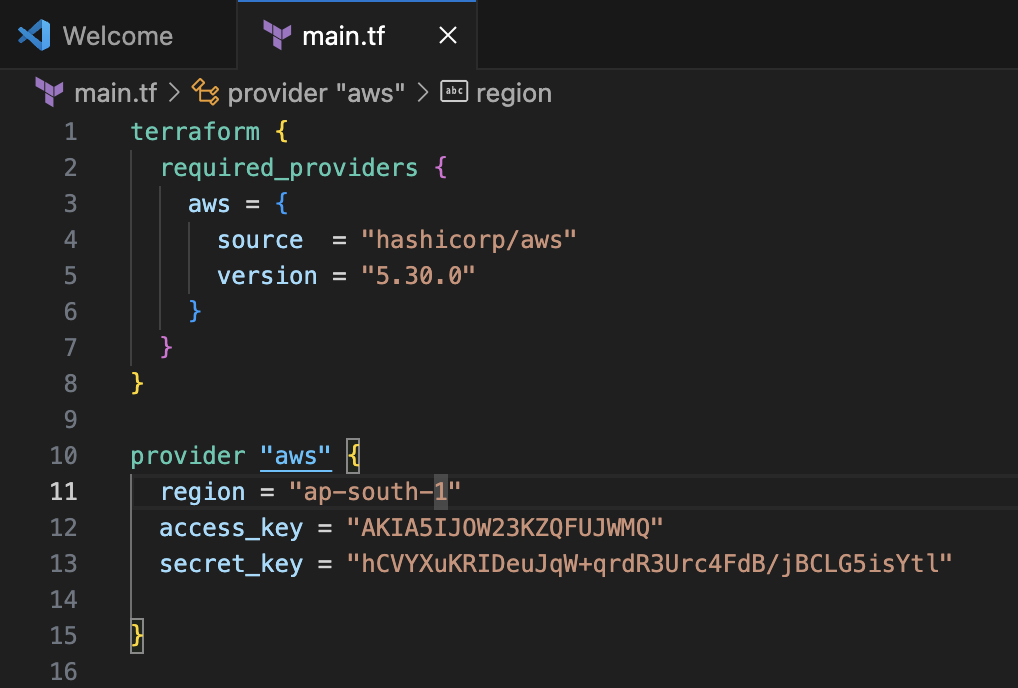 Welcome
main.tf
main.tf > provider "aws" > abc region
1 terraform {
2   required_providers {
3     aws = {
4       source  = "hashicorp/aws"
5       version = "5.30.0"
6     }
7   }
8 }
9
10 provider "aws" {
11   region = "ap-south-1"
12   access_key = "AKIA5IJOW23KZQFUJWMQ"
13   secret_key = "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"
14
15 }
16